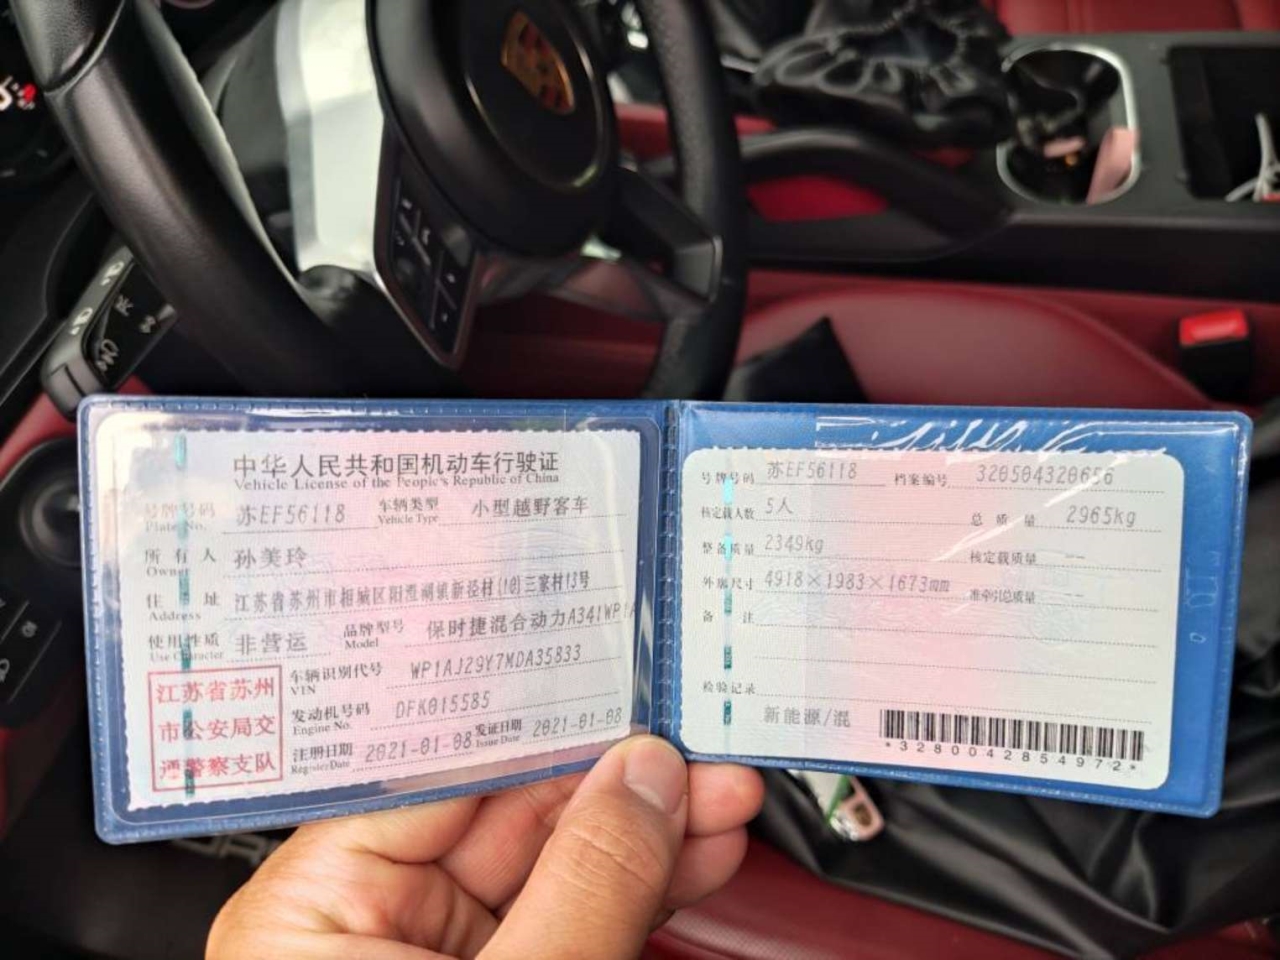 中华人民共和国机动车行驶证
Vehicle License of the People's Republic of China
号牌号码 苏EF56118 车辆类型 小型越野客车
Plate No. Vehicle Type
所有人 孙美玲
Owner
住址 江苏省苏州市相城区阳澄湖镇新泾村(10)三家村13号
Address
使用性质 非营运 品牌型号 保时捷混合动力A341WP1A
Use Character Model
江苏省苏州
市公安局交
通警察支队
车辆识别代号 WP1AJ29Y7MDA35833
VIN
发动机号码 DFK015585
Engine No.
注册日期 2021-01-08 发证日期 2021-01-08
Register Date Issue Date
号牌号码 苏EF56118 档案编号 320504320656
核定载人数 5人 总质量 2965kg
整备质量 2349kg 核定载质量 --
外廓尺寸 4918×1983×1673mm 准牵引总质量 --
备注
检验记录
新能源/混
*3280042854972*